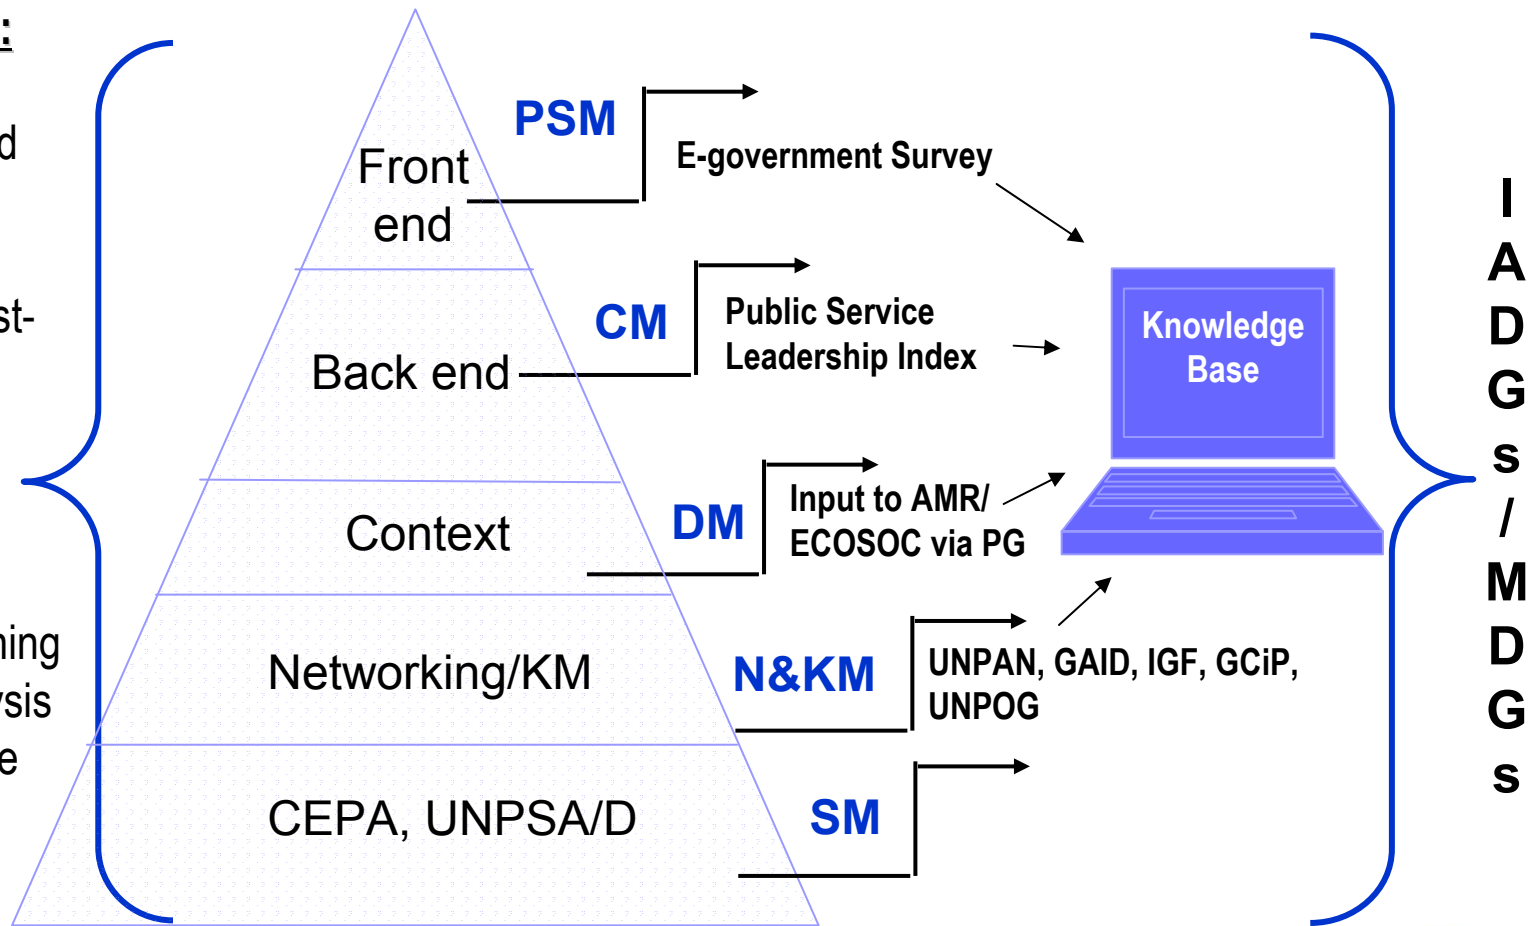 :
Front
end
PSM
E-government Survey
Back end
CM
Public Service
Leadership Index
Knowledge
Base
Context
DM
Input to AMR/
ECOSOC via PG
Networking/KM
N&KM
UNPAN, GAID, IGF, GCiP,
UNPOG
CEPA, UNPSA/D
SM
I
A
D
G
s
/
M
D
G
s